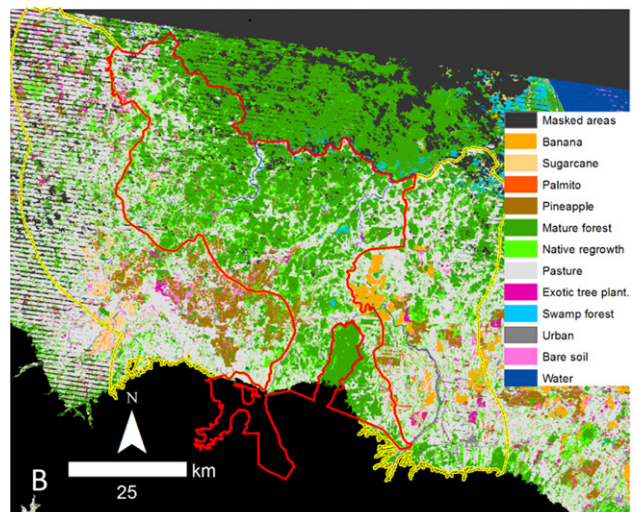 Masked areas
Banana
Sugarcane
Palmito
Pineapple
Mature forest
Native regrowth
Pasture
Exotic tree plant.
Swamp forest
Urban
Bare soil
Water
N
B
km
25